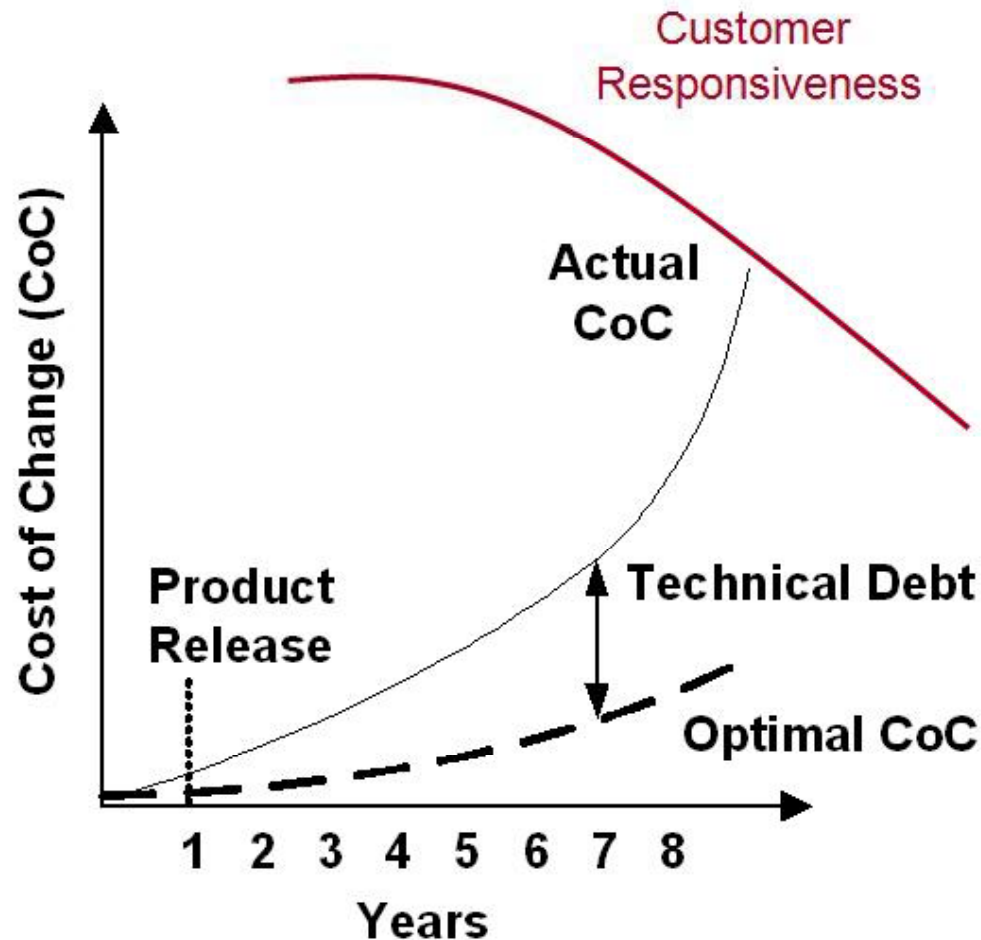 Customer
Responsiveness
Cost of Change (CoC)
Actual
CoC
Product
Release
Technical Debt
Optimal CoC
1 2 3 4 5 6 7 8
Years